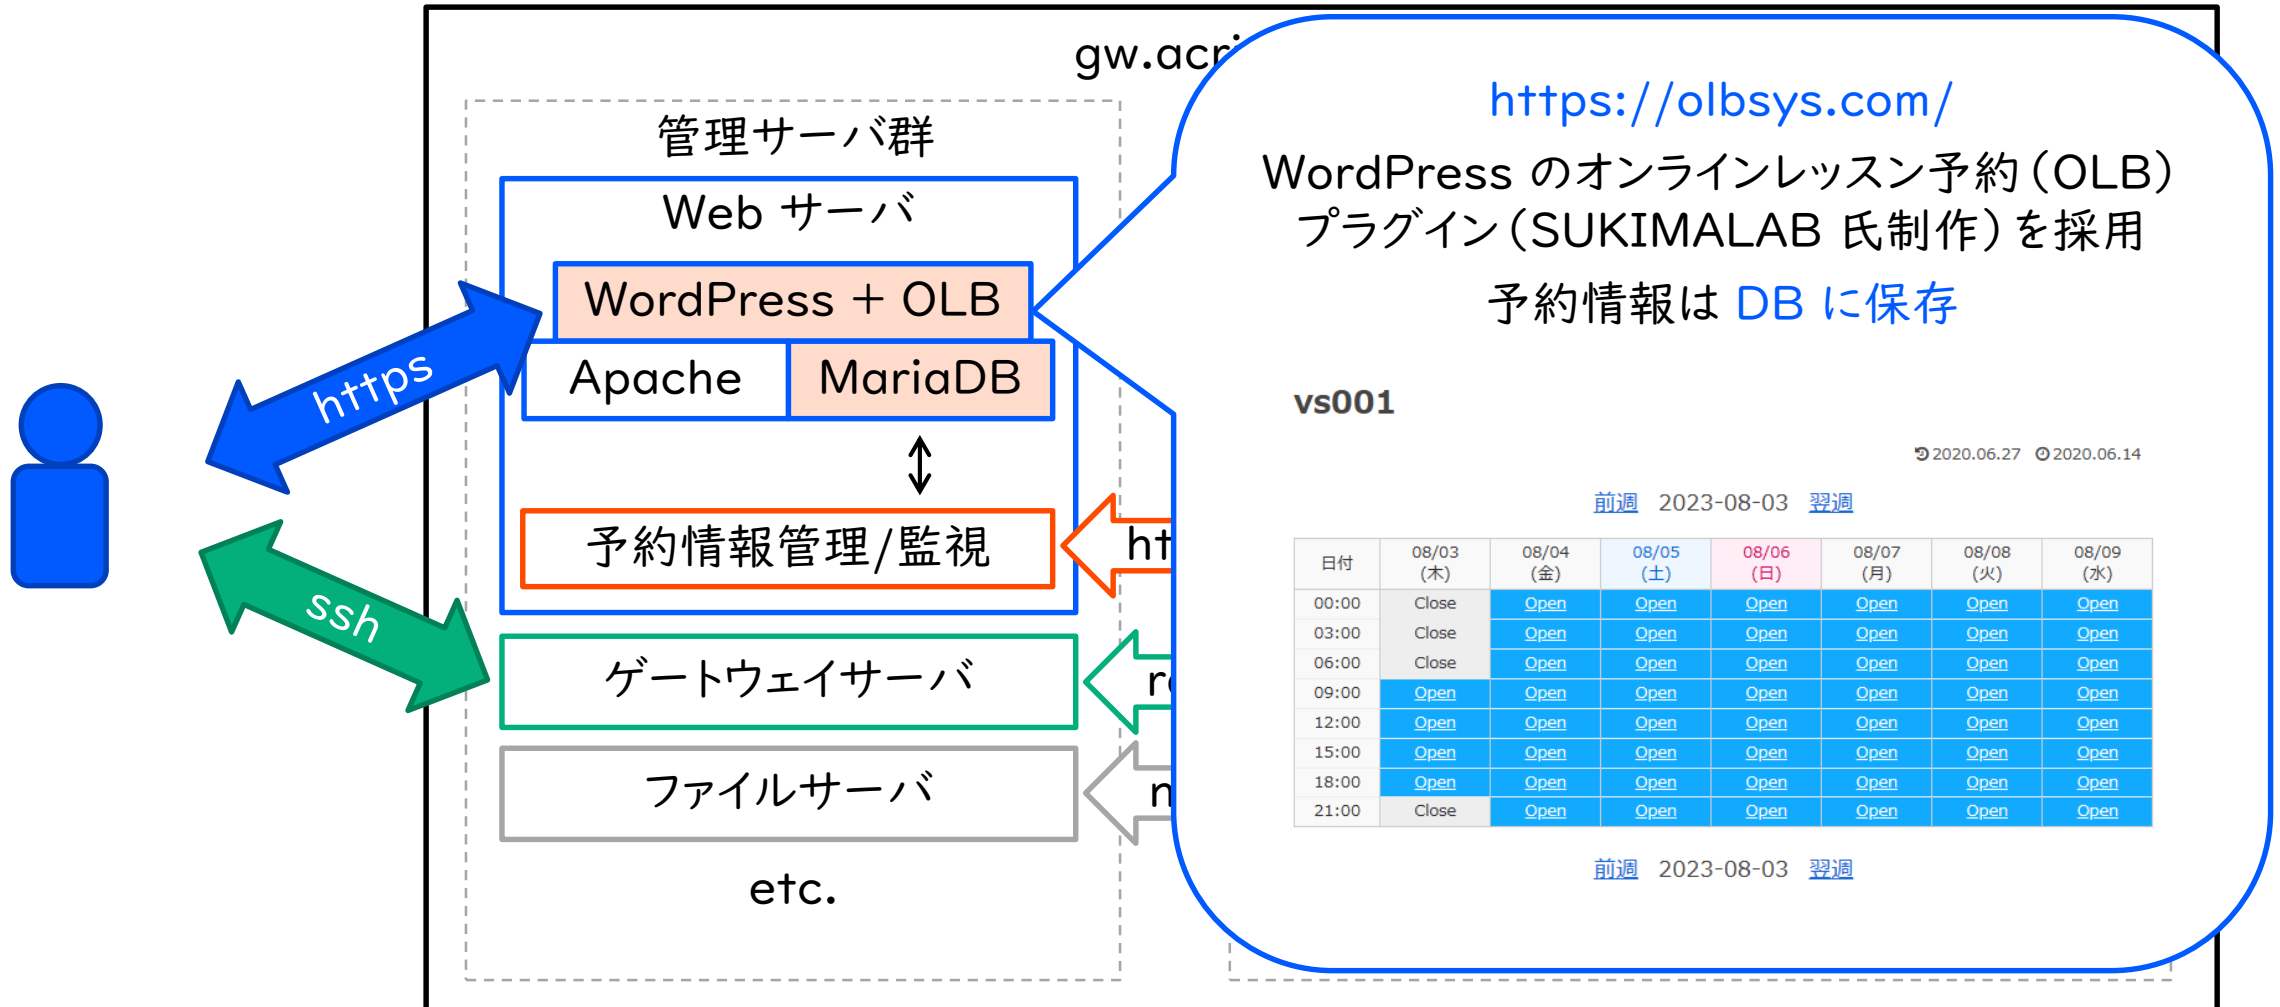 管理サーバ群
Web サーバ
WordPress + OLB
Apache
MariaDB
予約情報管理/監視
ゲートウェイサーバ
ファイルサーバ
etc.
https
ssh
https://olbsys.com/
WordPress のオンラインレッスン予約(OLB)
プラグイン(SUKIMALAB 氏制作)を採用
予約情報は DB に保存
vs001
2020.06.27 2020.06.14
前週 2023-08-03 翌週
日付 08/03 (木) 08/04 (金) 08/05 (土) 08/06 (日) 08/07 (月) 08/08 (火) 08/09 (水)
00:00 Close Open Open Open Open Open Open
03:00 Close Open Open Open Open Open Open
06:00 Close Open Open Open Open Open Open
09:00 Open Open Open Open Open Open Open
12:00 Open Open Open Open Open Open Open
15:00 Open Open Open Open Open Open Open
18:00 Open Open Open Open Open Open Open
21:00 Close Open Open Open Open Open Open
前週 2023-08-03 翌週